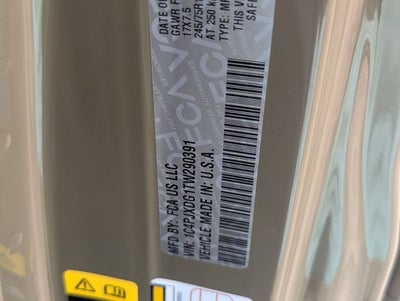 DATE O
GAWR F
17X7.5
245/75R1
AT 250 k
THIS V
SAFE
TYPE: M
MFD BY: FCA US LLC
VIN: 1C4PJXDG1TW290391
VEHICLE MADE IN: U.S.A.